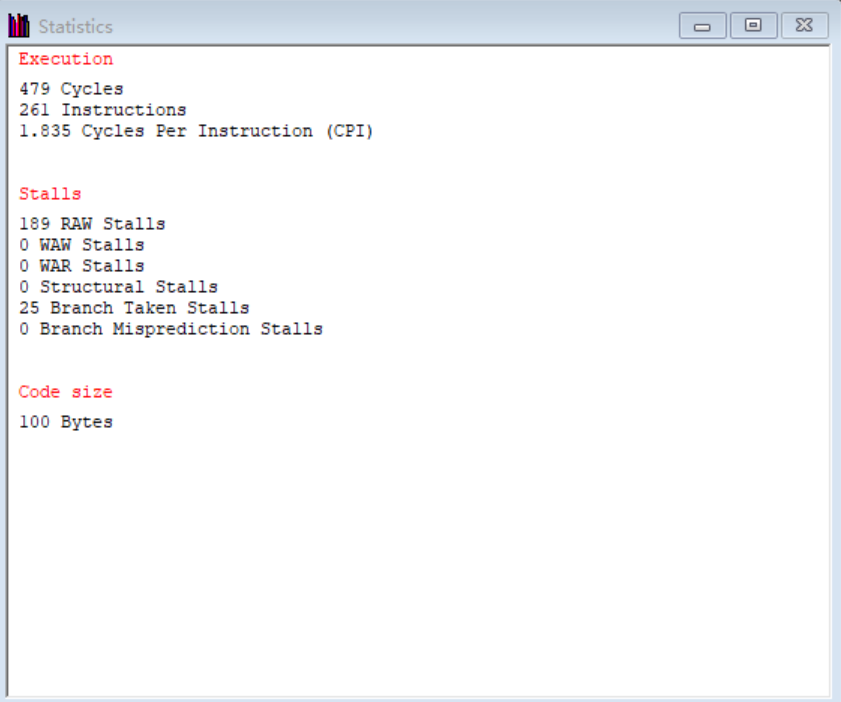 Statistics
Execution
479 Cycles
261 Instructions
1.835 Cycles Per Instruction (CPI)
Stalls
189 RAW Stalls
0 WAW Stalls
0 WAR Stalls
0 Structural Stalls
25 Branch Taken Stalls
0 Branch Misprediction Stalls
Code size
100 Bytes